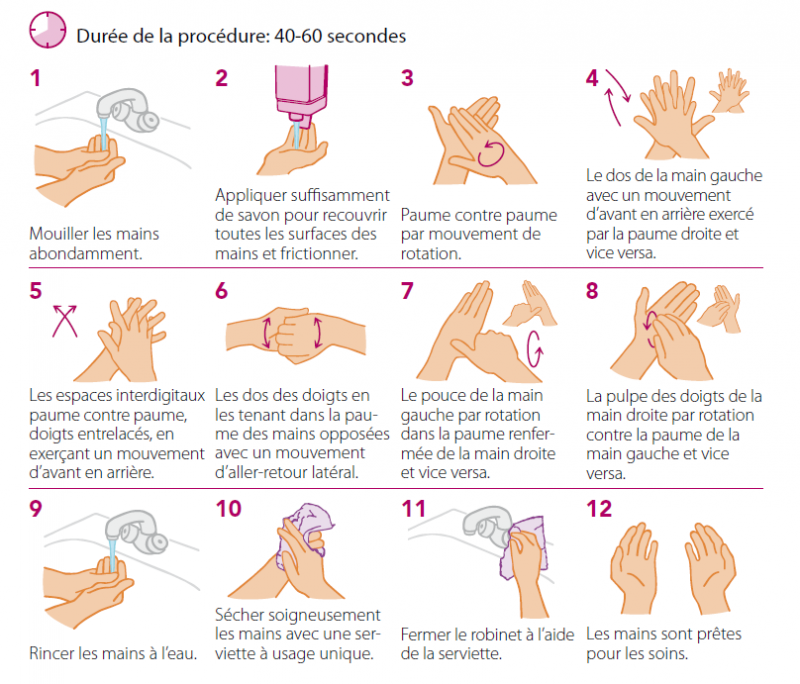 Durée de la procédure: 40-60 secondes
1
Mouiller les mains
abondamment.
2
Appliquer suffisamment
de savon pour recouvrir
toutes les surfaces des
mains et frictionner.
3
Paume contre paume
par mouvement de
rotation.
4
Le dos de la main gauche
avec un mouvement
d’avant en arrière exercé
par la paume droite et
vice versa.
5
Les espaces interdigitaux
paume contre paume,
doigts entrelacés, en
exerçant un mouvement
d’avant en arrière.
6
Les dos des doigts en
les tenant dans la pau-
me des mains opposées
avec un mouvement
d’aller-retour latéral.
7
Le pouce de la main
gauche par rotation
dans la paume renfer-
mée de la main droite
et vice versa.
8
La pulpe des doigts de la
main droite par rotation
contre la paume de la
main gauche et vice
versa.
9
Rincer les mains à l’eau.
10
Sécher soigneusement
les mains avec une ser-
viette à usage unique.
11
Fermer le robinet à l’aide
de la serviette.
12
Les mains sont prêtes
pour les soins.